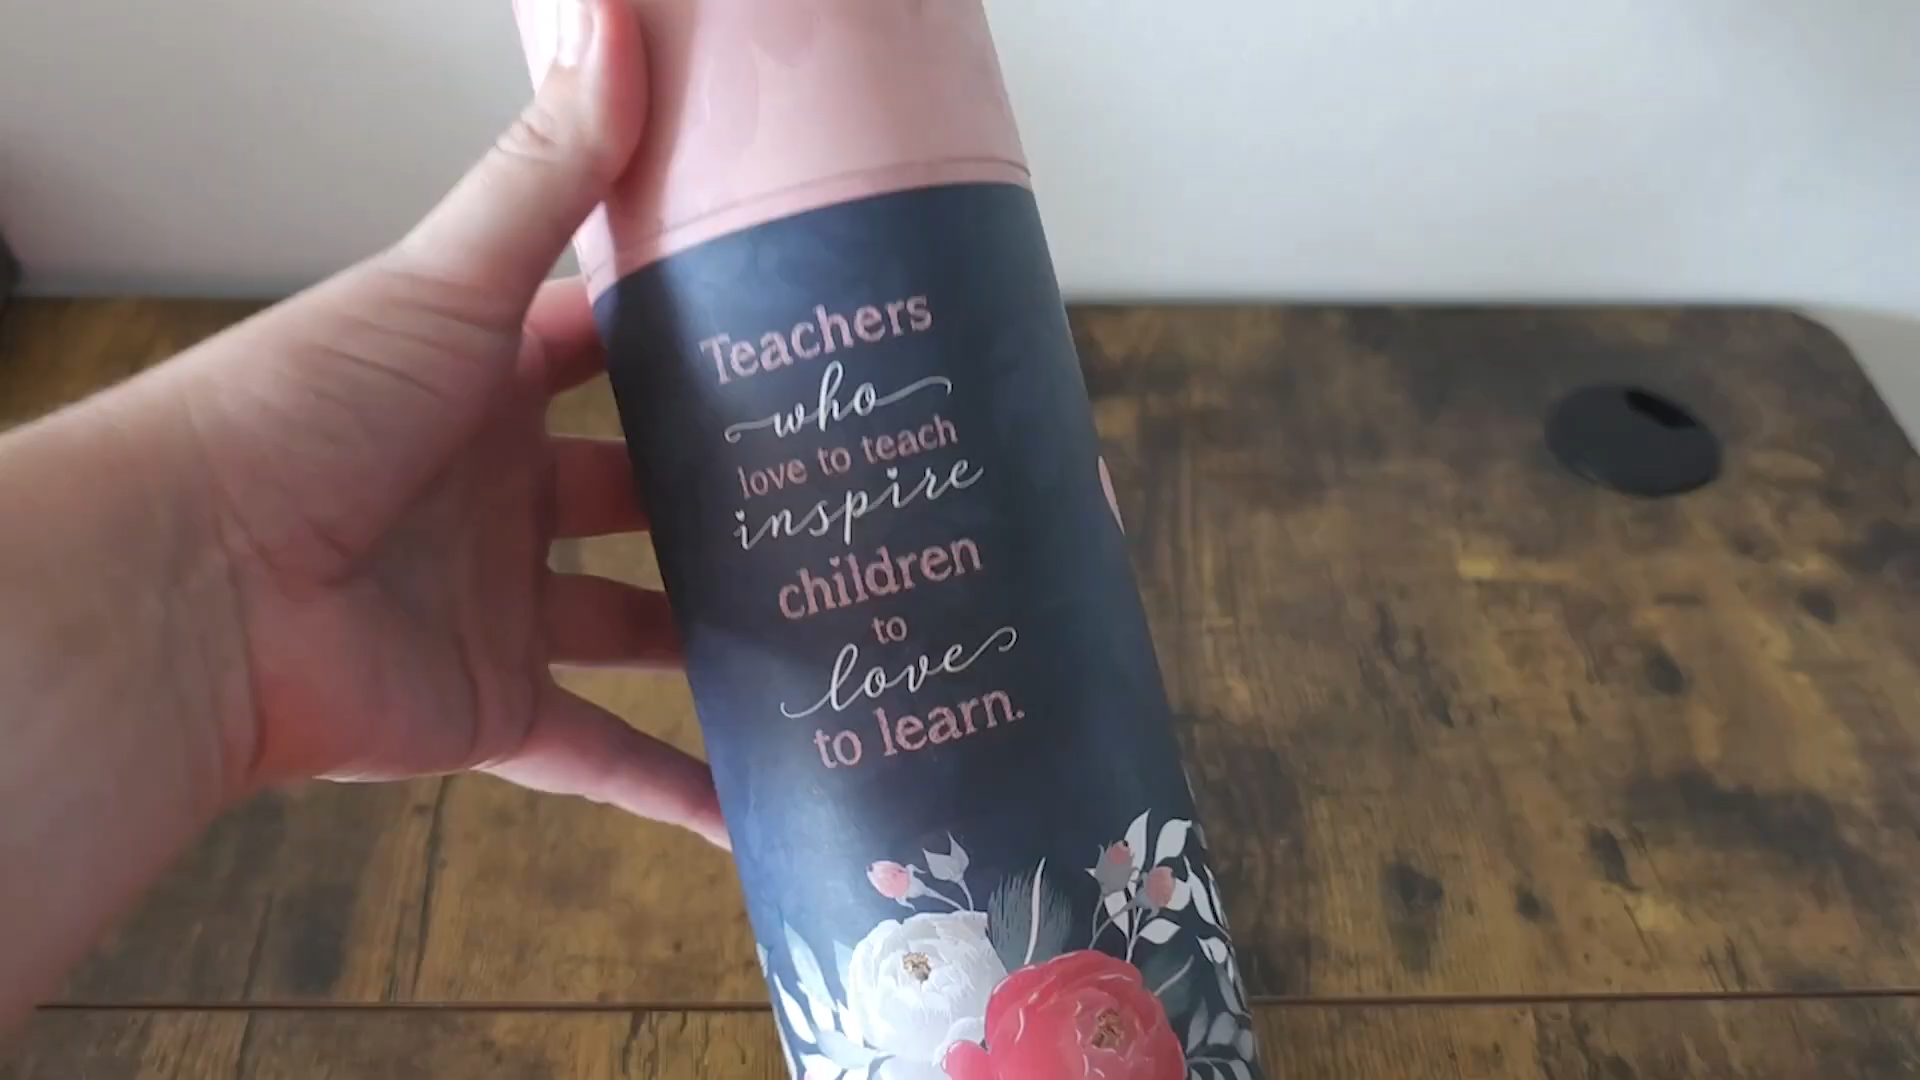 Teachers
who
love to teach
inspire
children
to
love
to learn.